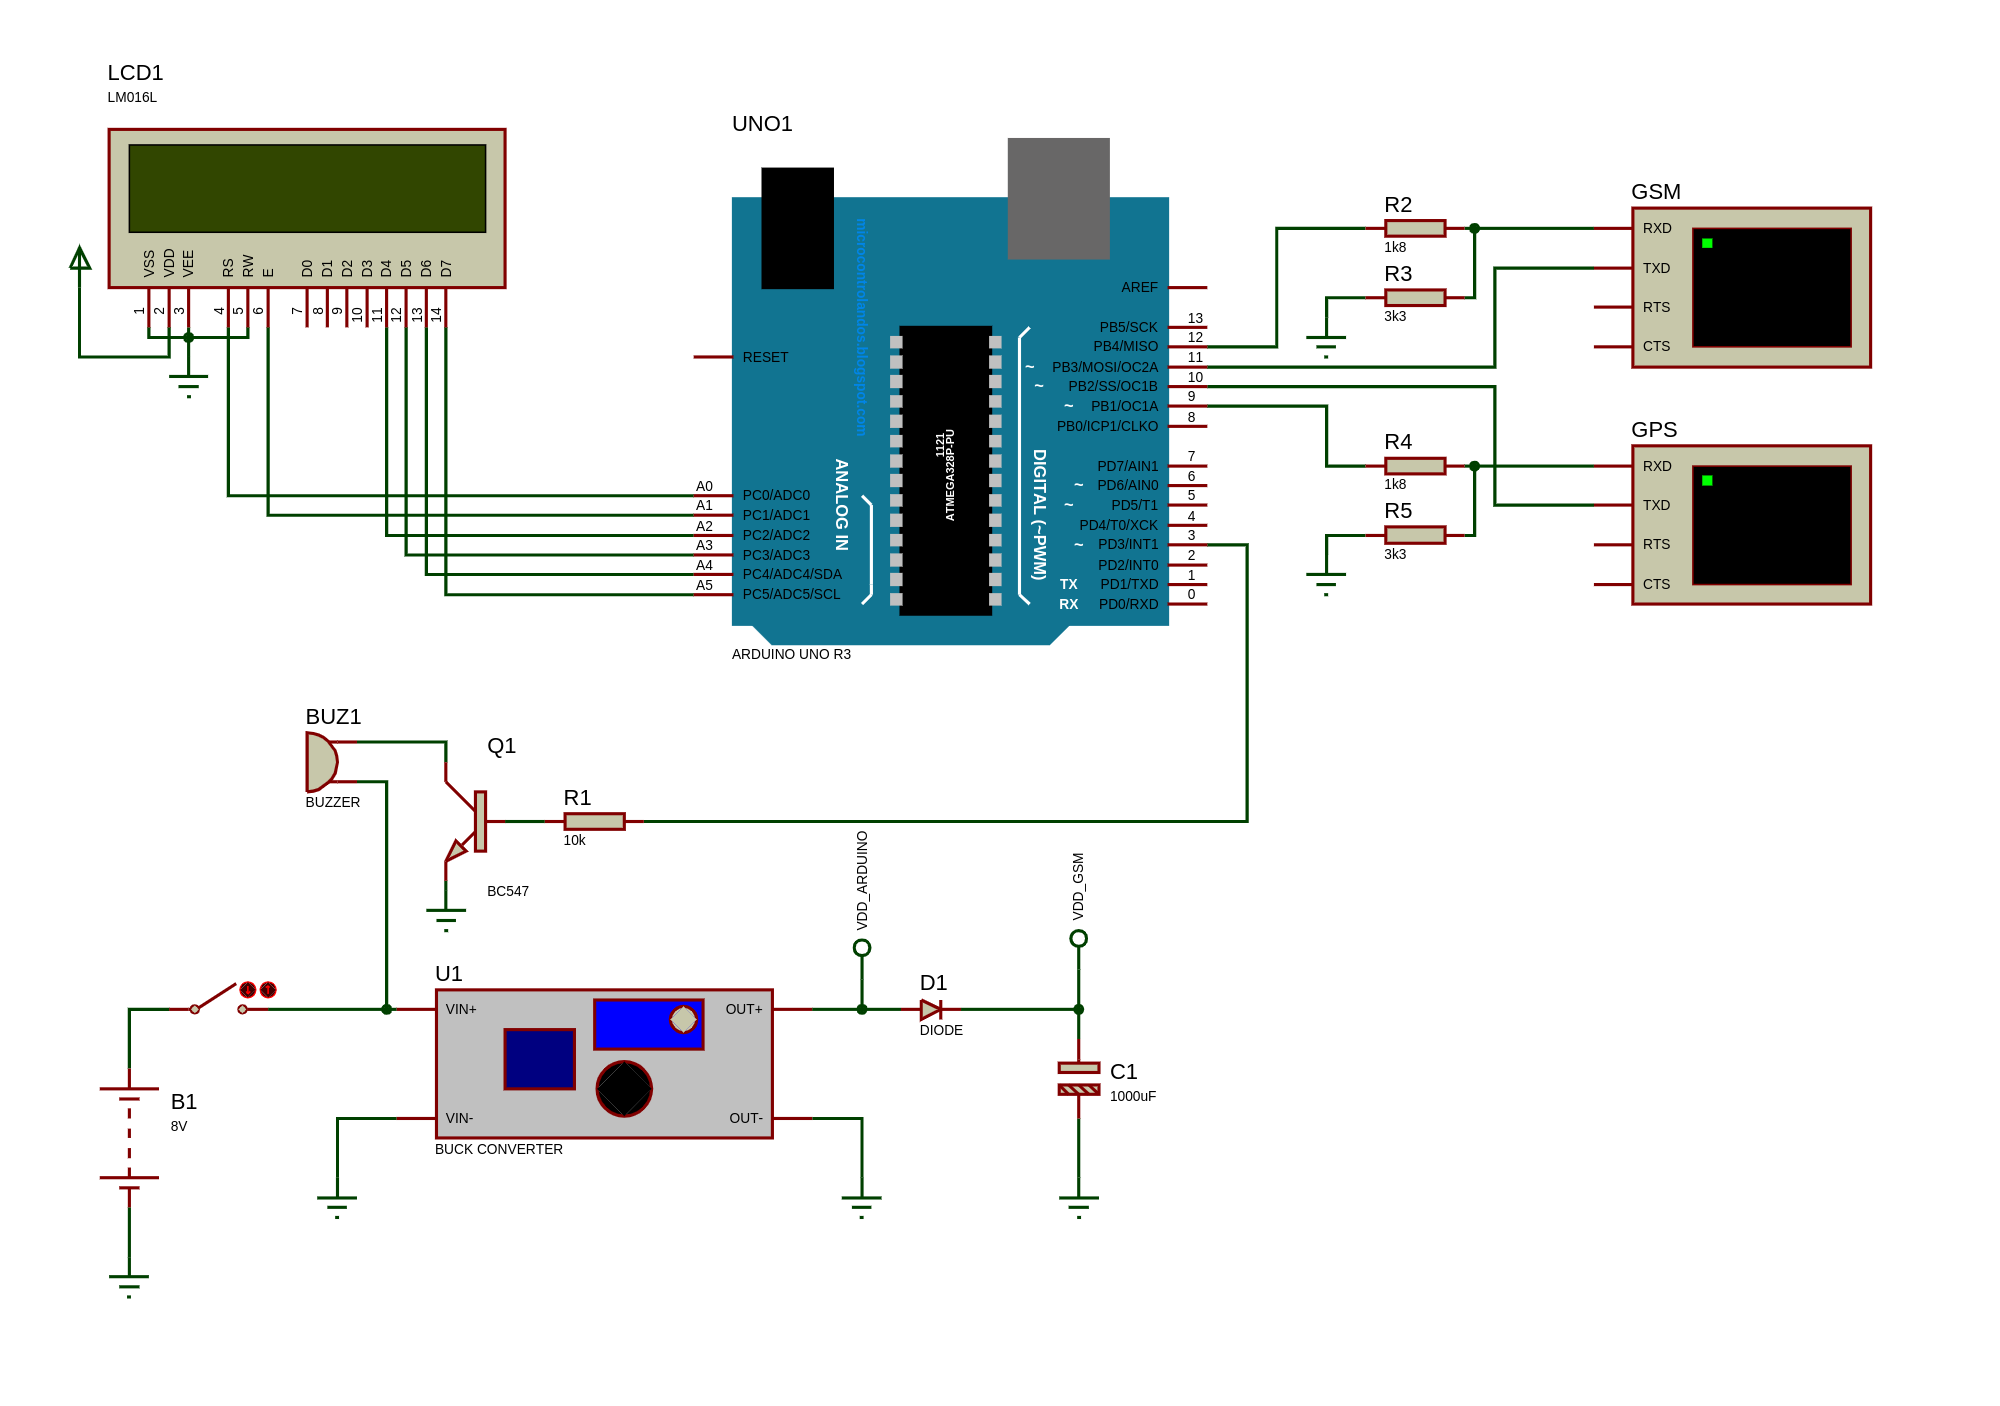 LCD1
LM016L
VSS
VDD
VEE
RS
RW
E
D0
D1
D2
D3
D4
D5
D6
D7
1
2
3
4
5
6
7
8
9
10
11
12
13
14
UNO1
microcontrolandos.blogspot.com
RESET
AREF
PB5/SCK 13
PB4/MISO 12
~ PB3/MOSI/OC2A 11
~ PB2/SS/OC1B 10
~ PB1/OC1A 9
PB0/ICP1/CLKO 8
PD7/AIN1 7
~ PD6/AIN0 6
~ PD5/T1 5
PD4/T0/XCK 4
~ PD3/INT1 3
PD2/INT0 2
TX PD1/TXD 1
RX PD0/RXD 0
A0 PC0/ADC0
A1 PC1/ADC1
A2 PC2/ADC2
A3 PC3/ADC3
A4 PC4/ADC4/SDA
A5 PC5/ADC5/SCL
ANALOG IN
1121
ATMEGA328P-PU
DIGITAL (~PWM)
ARDUINO UNO R3
R2
1k8
R3
3k3
GSM
RXD
TXD
RTS
CTS
R4
1k8
R5
3k3
GPS
RXD
TXD
RTS
CTS
BUZ1
BUZZER
Q1
BC547
R1
10k
VDD_ARDUINO
VDD_GSM
U1
VIN+
OUT+
VIN-
OUT-
BUCK CONVERTER
D1
DIODE
C1
1000uF
B1
8V